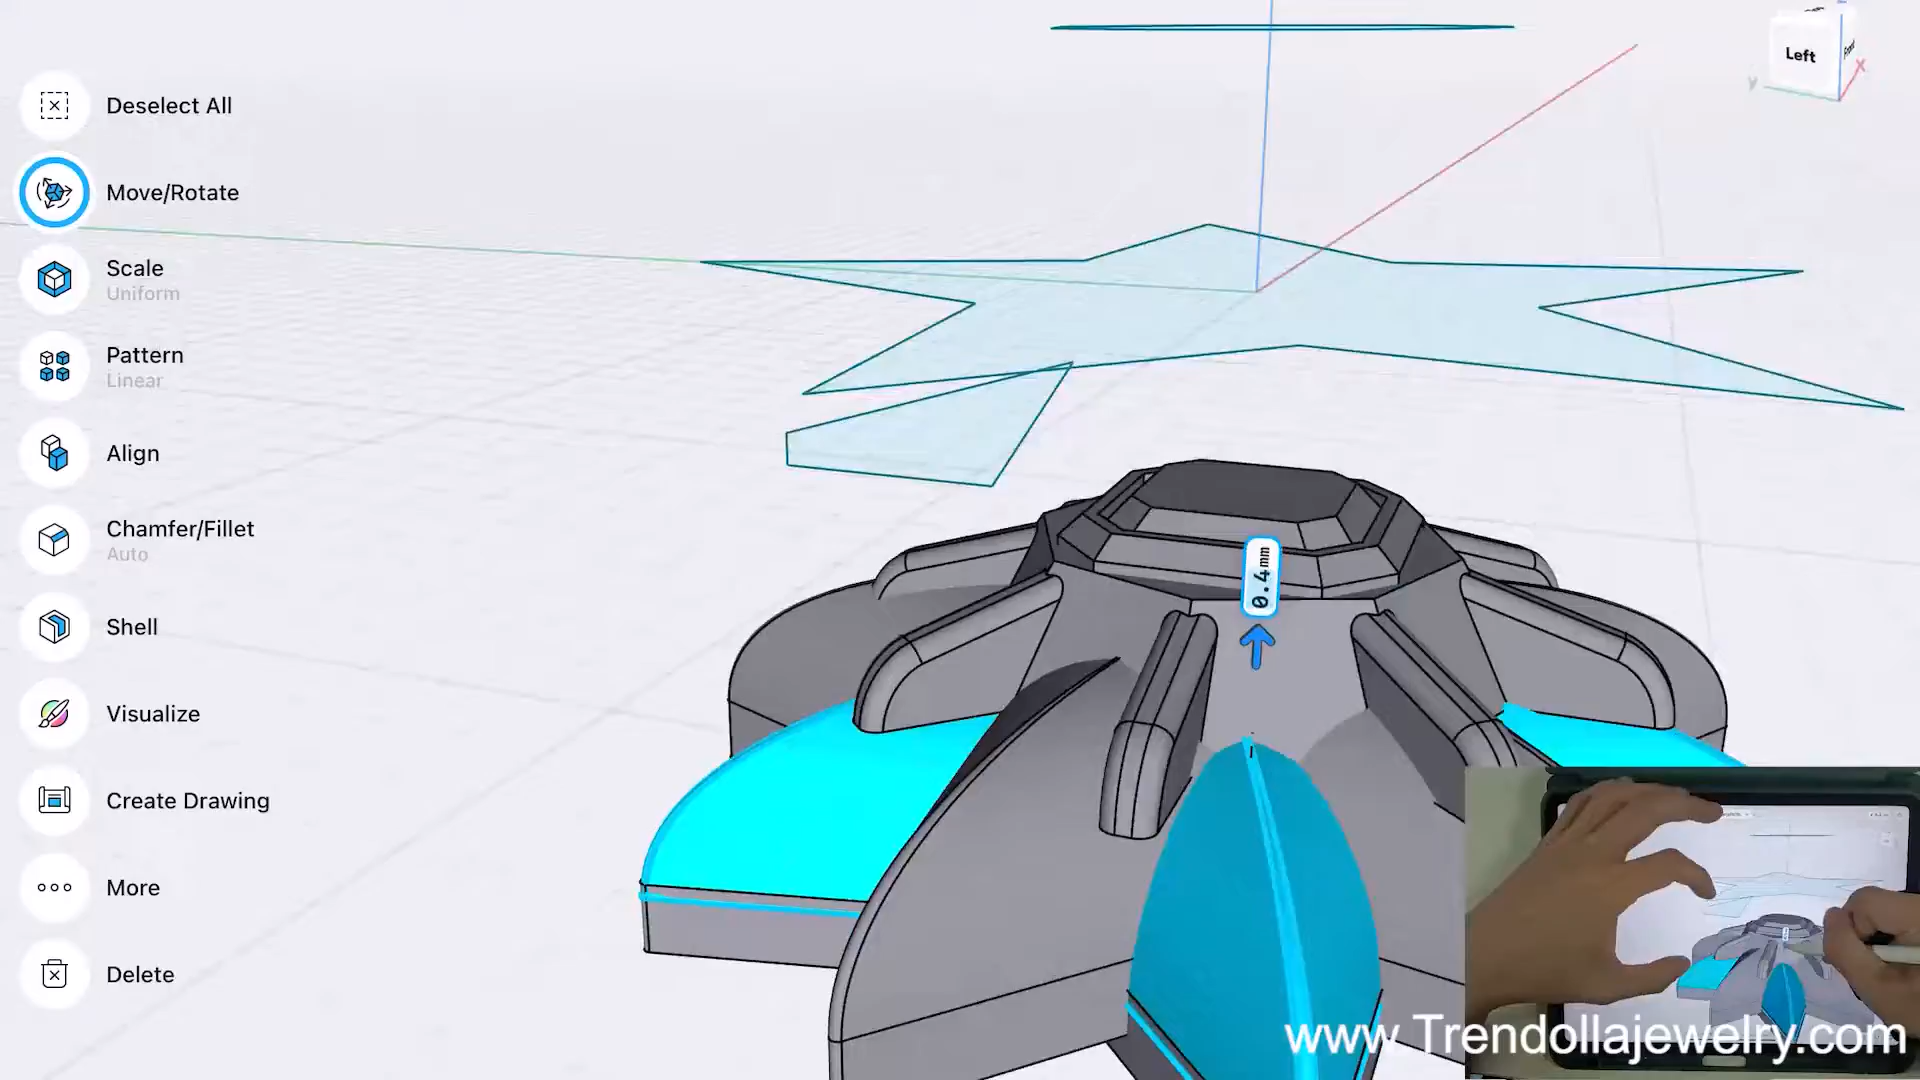 Left
Deselect All
Move/Rotate
Scale
Uniform
Pattern
Linear
Align
Chamfer/Fillet
Auto
0.4mm
Shell
Visualize
Create Drawing
More
Delete
X
y
www.Trendollajewelry.com